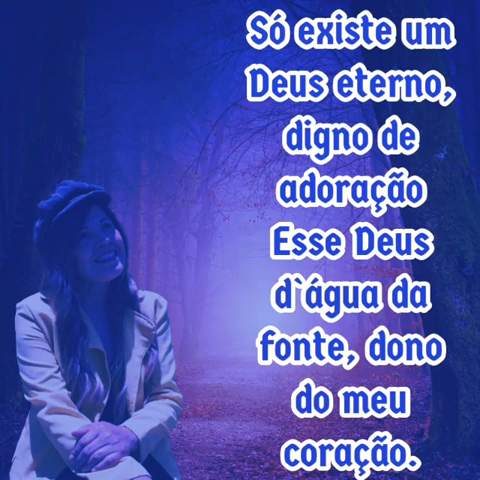 Só existe um
Deus eterno,
digno de
adoração
Esse Deus
d`água da
fonte, dono
do meu
coração.